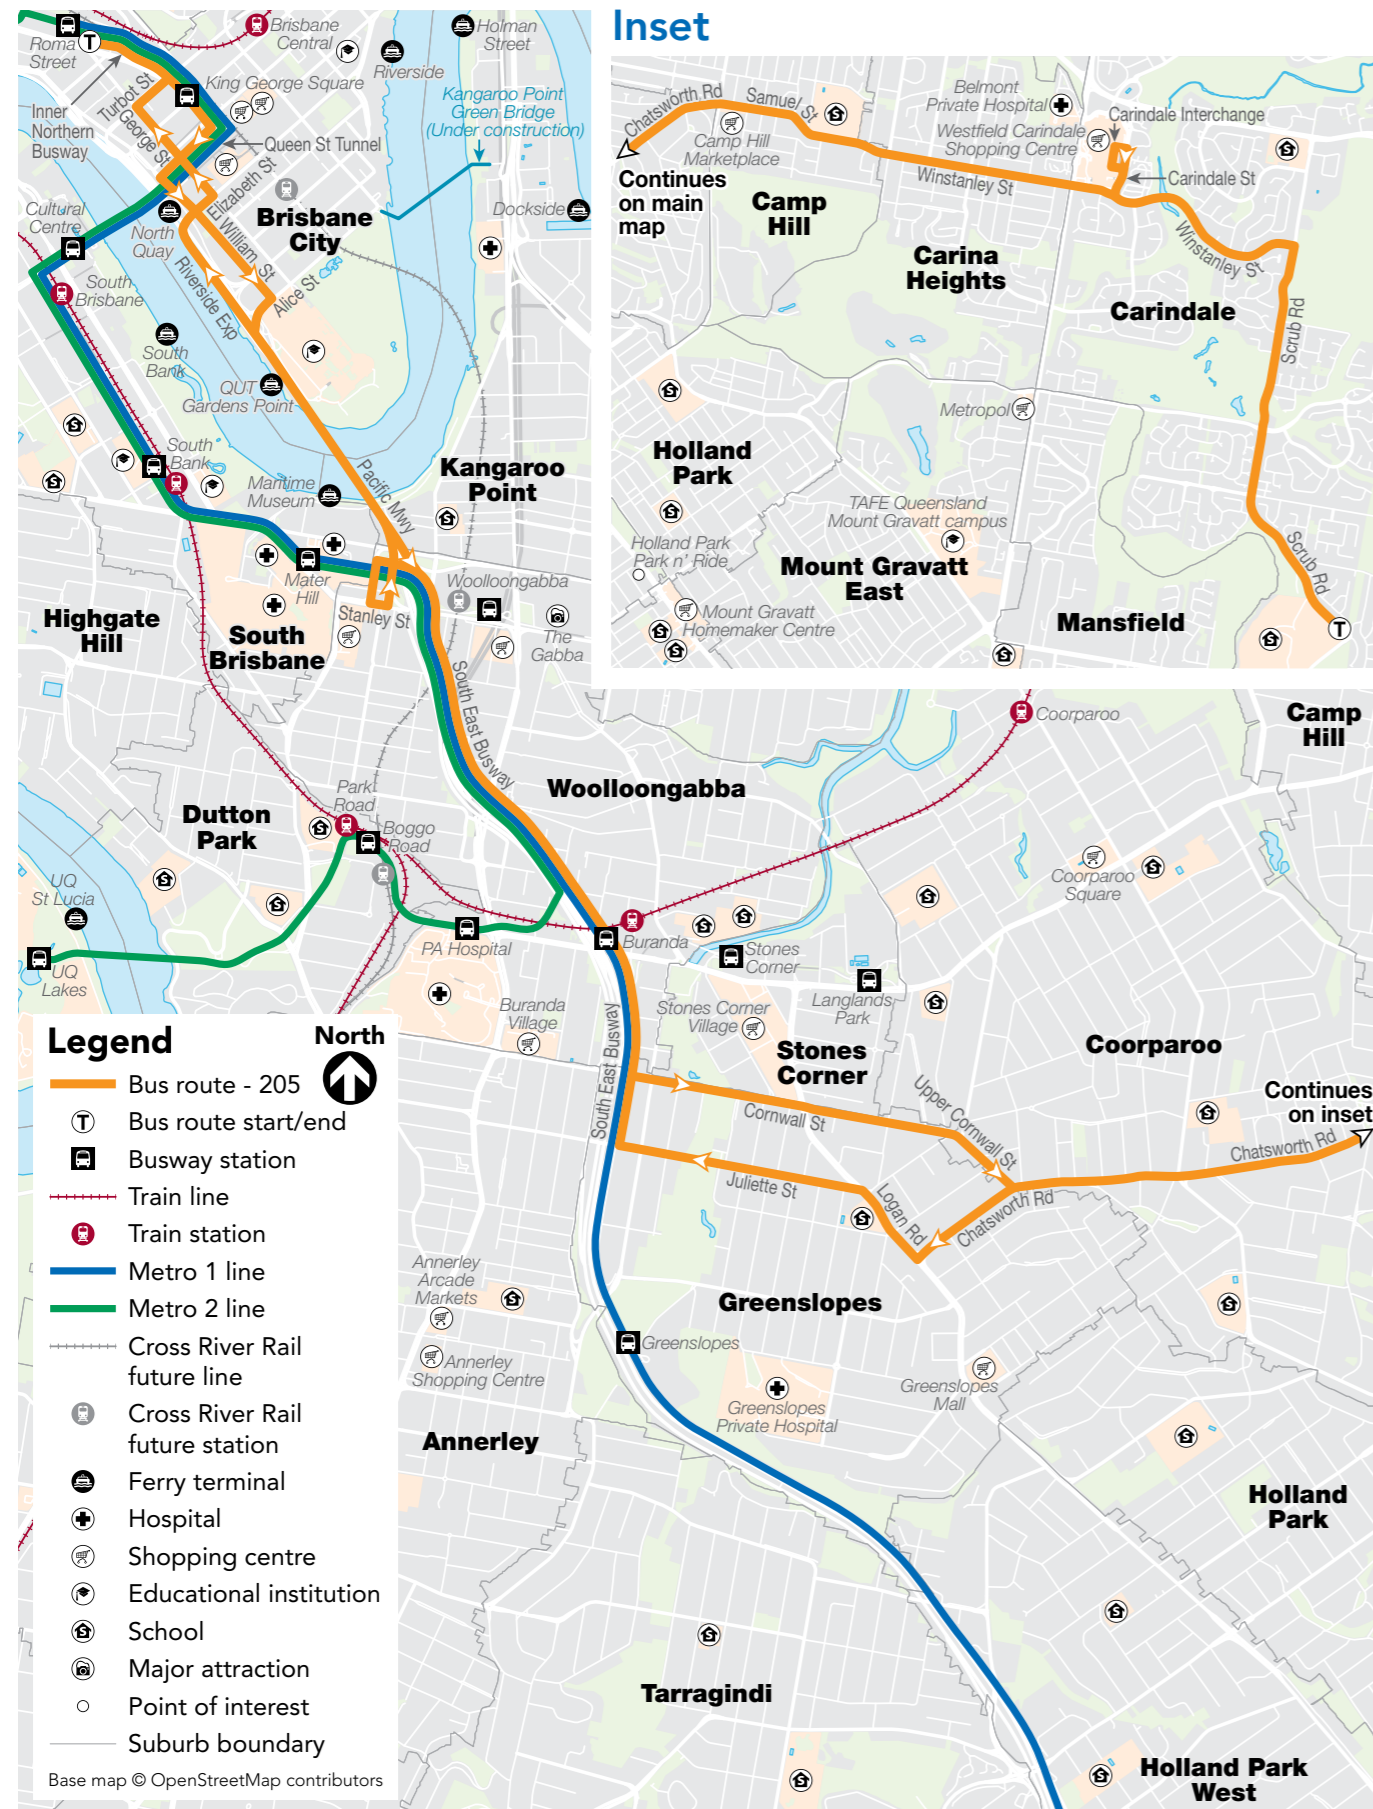 Inset
Roma
Street
Brisbane
Central
Holman
Street
Riverside
King George Square
Turbot St
George St
Inner
Northern
Busway
Kangaroo Point
Green Bridge
(Under construction)
Queen St Tunnel
Elizabeth St
Brisbane
City
Dockside
Cultural
Centre
North
Quay
William St
Alice St
Riverside Exp
South
Brisbane
South
Bank
QUT
Gardens Point
South
Bank
Maritime
Museum
Pacific Mwy
Kangaroo
Point
Mater
Hill
Stanley St
Woolloongabba
The
Gabba
Highgate
Hill
South
Brisbane
South East Busway
Chatsworth Rd
Samuel St
Camp Hill
Marketplace
Continues
on main
map
Camp
Hill
Belmont
Private Hospital
Westfield Carindale
Shopping Centre
Carindale Interchange
Carindale St
Winstanley St
Winstanley St
Carina
Heights
Carindale
Scrub Rd
Metropol
Holland
Park
TAFE Queensland
Mount Gravatt campus
Holland Park
Park n' Ride
Mount Gravatt
East
Scrub Rd
Mount Gravatt
Homemaker Centre
Mansfield
T
Coorparoo
Camp
Hill
Woolloongabba
Dutton
Park
Park
Road
Boggo
Road
Coorparoo
Square
UQ
St Lucia
UQ
Lakes
PA Hospital
Buranda
Stones
Corner
Langlands
Park
Buranda
Village
Stones Corner
Village
Stones
Corner
Coorparoo
South East Busway
Cornwall St
Upper Cornwall St
Continues
on inset
Chatsworth Rd
Juliette St
Logan Rd
Chatsworth Rd
Annerley
Arcade
Markets
Greenslopes
Greenslopes
Annerley
Shopping Centre
Greenslopes
Private Hospital
Greenslopes
Mall
Annerley
Holland
Park
Tarragindi
Holland Park
West
Legend
North
Bus route - 205
T
Bus route start/end
Busway station
Train line
Train station
Metro 1 line
Metro 2 line
Cross River Rail
future line
Cross River Rail
future station
Ferry terminal
Hospital
Shopping centre
Educational institution
School
Major attraction
Point of interest
Suburb boundary
Base map © OpenStreetMap contributors